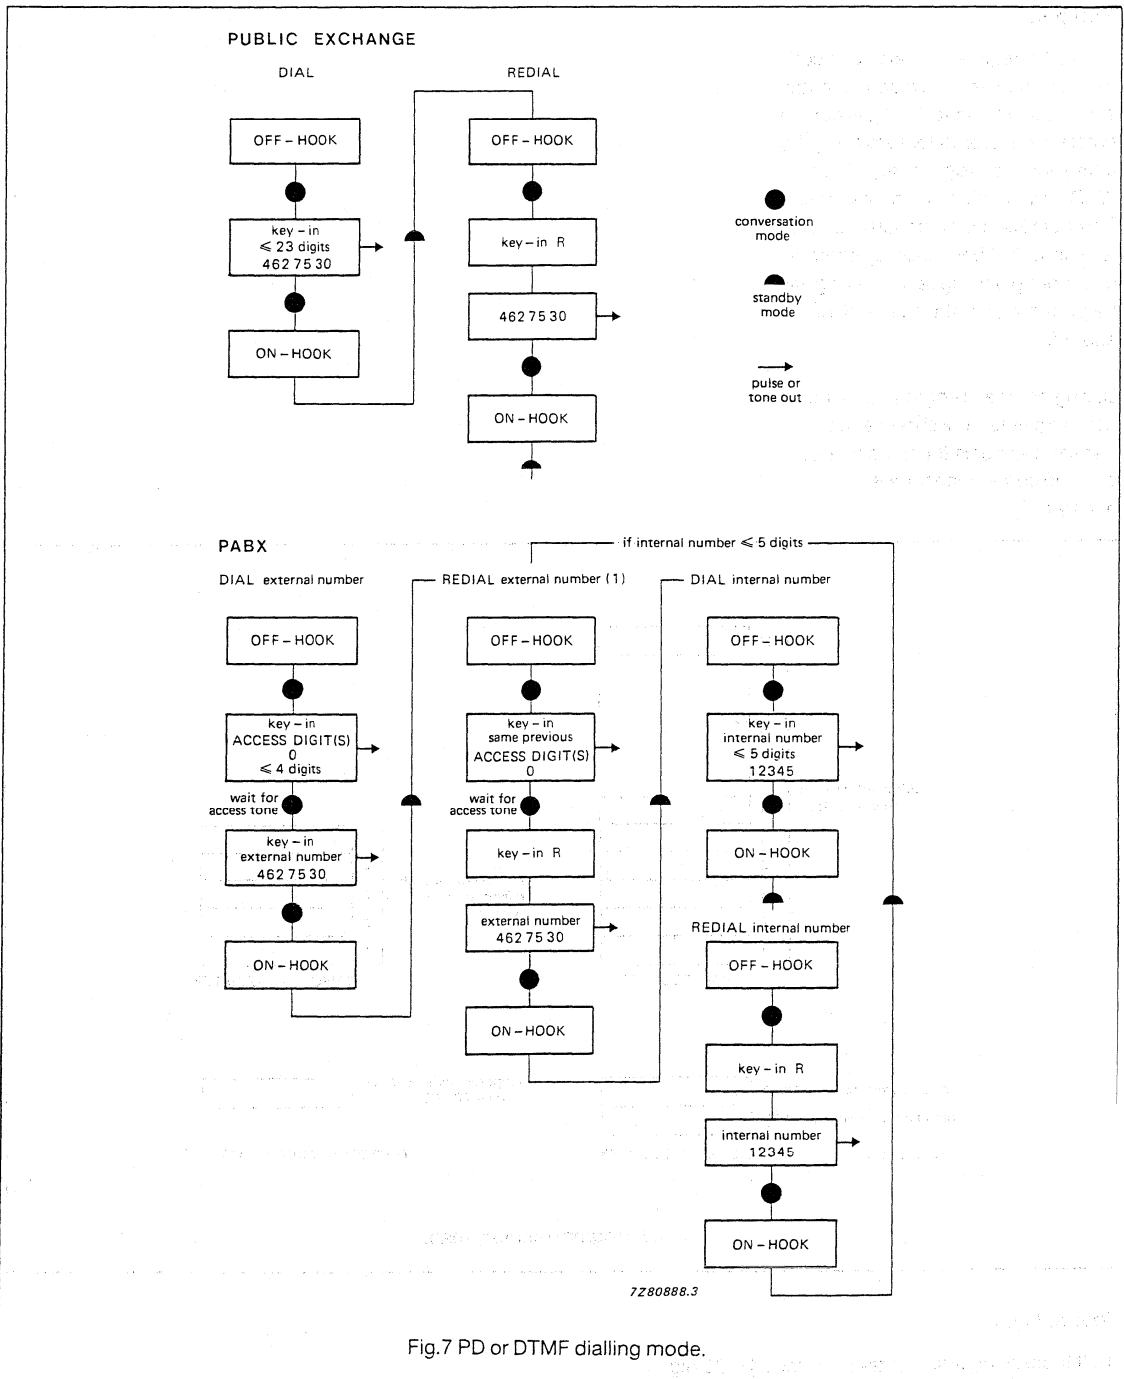 PUBLIC EXCHANGE
DIAL
OFF – HOOK
key – in
≤ 23 digits
462 75 30
ON – HOOK
REDIAL
OFF – HOOK
key – in R
462 75 30
ON – HOOK
conversation
mode
standby
mode
pulse or
tone out
PABX
if internal number ≤ 5 digits
DIAL external number
OFF – HOOK
key – in
ACCESS DIGIT(S)
0
≤ 4 digits
wait for
access tone
key – in
external number
462 75 30
ON – HOOK
REDIAL external number (1)
OFF – HOOK
key – in
same previous
ACCESS DIGIT(S)
0
wait for
access tone
key – in R
external number
462 75 30
ON – HOOK
DIAL internal number
OFF – HOOK
key – in
internal number
≤ 5 digits
12345
ON – HOOK
REDIAL internal number
OFF – HOOK
key – in R
internal number
12345
ON – HOOK
7Z80888.3
Fig.7 PD or DTMF dialling mode.